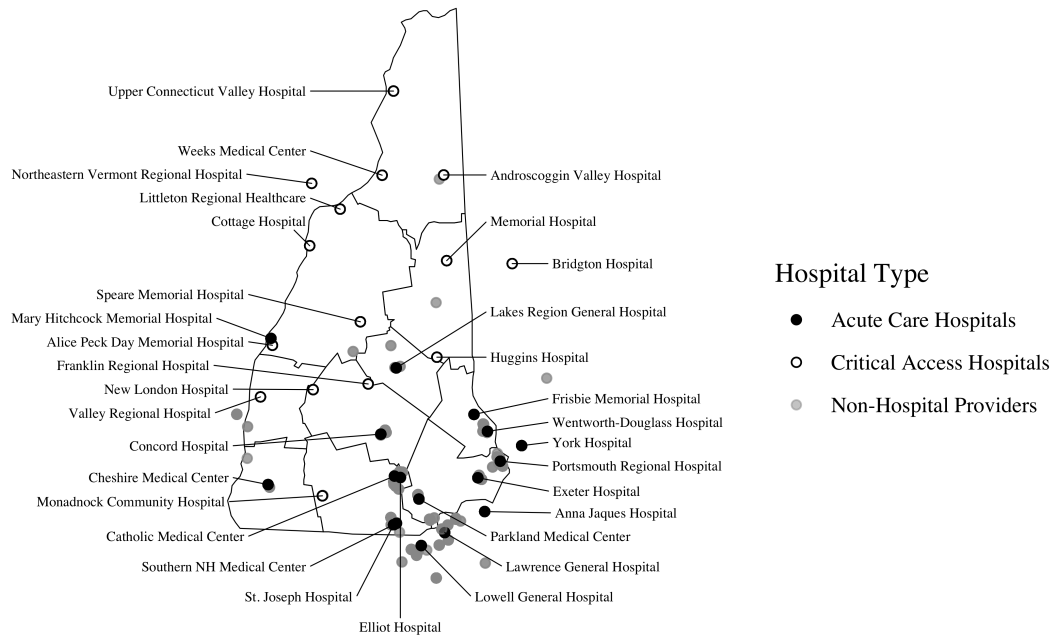 Upper Connecticut Valley Hospital
Weeks Medical Center
Northeastern Vermont Regional Hospital
Androscoggin Valley Hospital
Littleton Regional Healthcare
Cottage Hospital
Memorial Hospital
Bridgton Hospital
Hospital Type
Speare Memorial Hospital
Lakes Region General Hospital
Mary Hitchcock Memorial Hospital
Acute Care Hospitals
Alice Peck Day Memorial Hospital
Huggins Hospital
Critical Access Hospitals
Franklin Regional Hospital
New London Hospital
Frisbie Memorial Hospital
Non-Hospital Providers
Valley Regional Hospital
Wentworth-Douglass Hospital
Concord Hospital
York Hospital
Portsmouth Regional Hospital
Cheshire Medical Center
Exeter Hospital
Monadnock Community Hospital
Anna Jaques Hospital
Catholic Medical Center
Parkland Medical Center
Southern NH Medical Center
Lawrence General Hospital
St. Joseph Hospital
Lowell General Hospital
Elliot Hospital